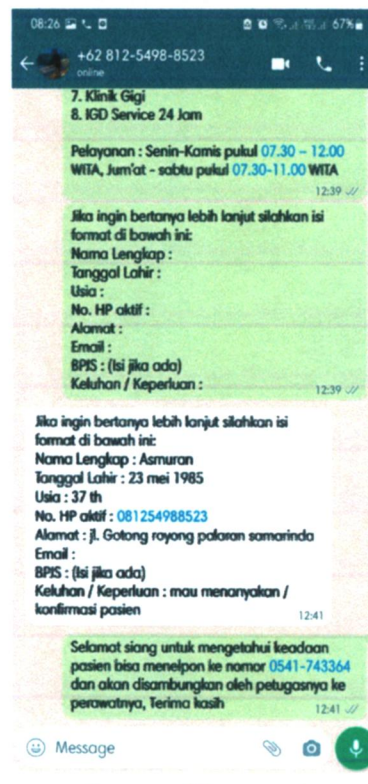 08:26
67%
+62 812-5498-8523
online
7. Klinik Gigi
8. IGD Service 24 Jam
Pelayanan : Senin-Kamis pukul 07.30 – 12.00
WITA, Jum'at - sabtu pukul 07.30-11.00 WITA
12:39
Jika ingin bertanya lebih lanjut silahkan isi
format di bawah ini:
Nama Lengkap :
Tanggal Lahir :
Usia :
No. HP aktif :
Alamat :
Email :
BPJS : (Isi jika ada)
Keluhan / Keperluan :
12:39
Jika ingin bertanya lebih lanjut silahkan isi
format di bawah ini:
Nama Lengkap : Asmuran
Tanggal Lahir : 23 mei 1985
Usia : 37 th
No. HP aktif : 081254988523
Alamat : jl. Gotong royong palaran samarinda
Email :
BPJS : (Isi jika ada)
Keluhan / Keperluan : mau menanyakan /
konfirmasi pasien
12:41
Selamat siang untuk mengetahui keadaan
pasien bisa menelpon ke nomor 0541-743364
dan akan disambungkan oleh petugasnya ke
perawatnya, Terima kasih
12:41
Message